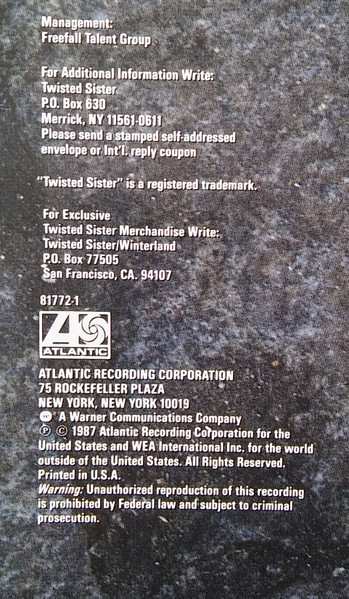 Management:
Freefall Talent Group
For Additional Information Write:
Twisted Sister
P.O. Box 630
Merrick, NY 11561-0611
Please send a stamped self-addressed
envelope or Int'l. reply coupon
"Twisted Sister" is a registered trademark.
For Exclusive
Twisted Sister Merchandise Write:
Twisted Sister/Winterland
P.O. Box 77505
San Francisco, CA. 94107
81772-1
ATLANTIC
ATLANTIC RECORDING CORPORATION
75 ROCKEFELLER PLAZA
NEW YORK, NEW YORK 10019
A Warner Communications Company
℗ © 1987 Atlantic Recording Corporation for the
United States and WEA International Inc. for the world
outside of the United States. All Rights Reserved.
Printed in U.S.A.
Warning: Unauthorized reproduction of this recording
is prohibited by Federal law and subject to criminal
prosecution.